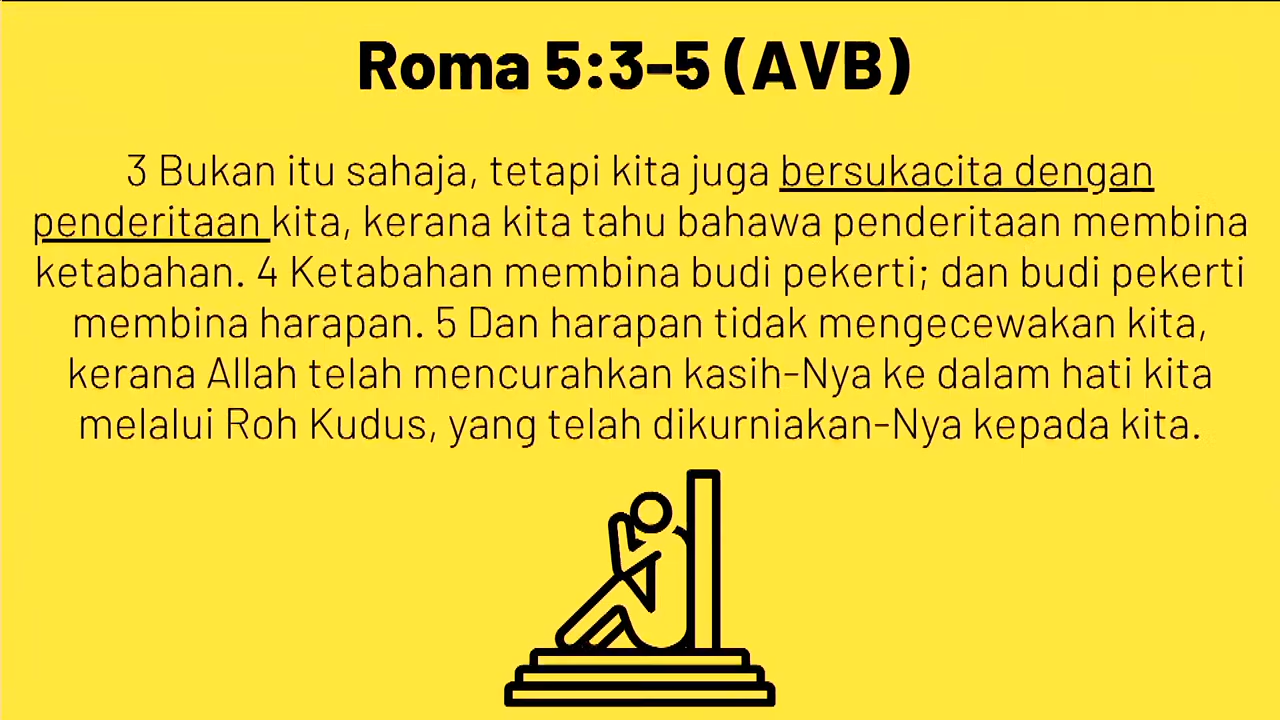 Roma 5:3-5 (AVB)
3 Bukan itu sahaja, tetapi kita juga bersukacita dengan
penderitaan kita, kerana kita tahu bahawa penderitaan membina
ketabahan. 4 Ketabahan membina budi pekerti; dan budi pekerti
membina harapan. 5 Dan harapan tidak mengecewakan kita,
kerana Allah telah mencurahkan kasih-Nya ke dalam hati kita
melalui Roh Kudus, yang telah dikurniakan-Nya kepada kita.